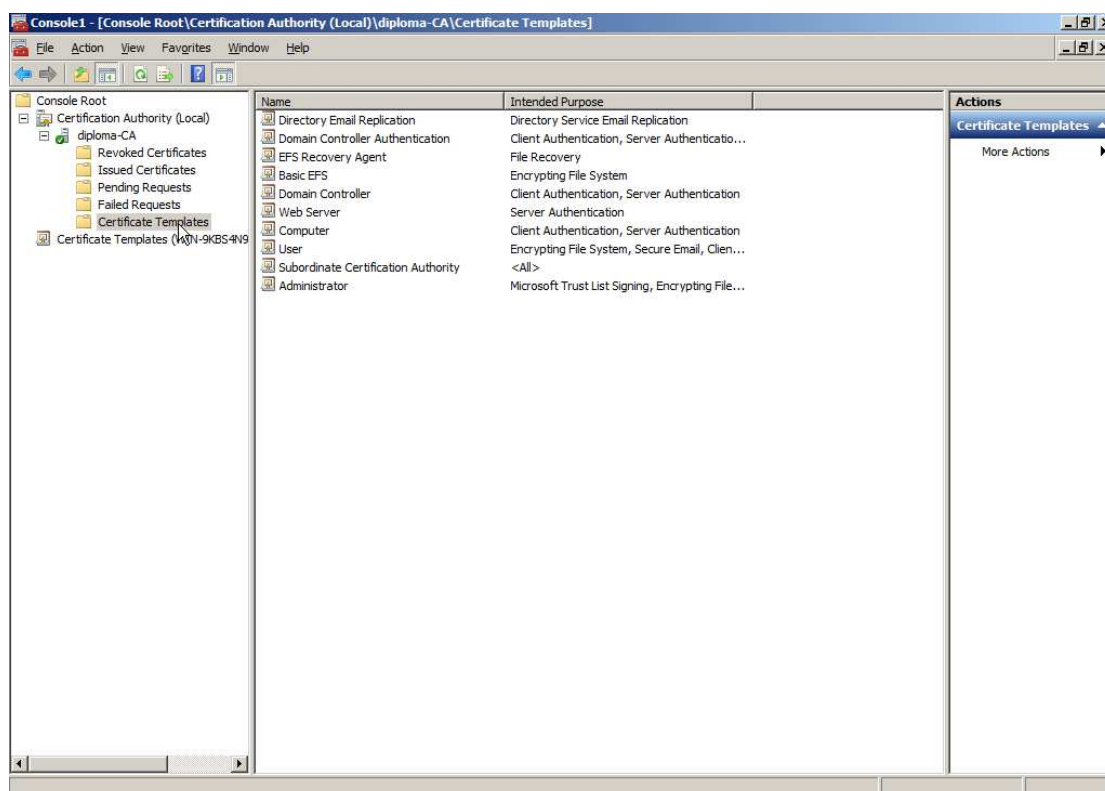 Console1 - [Console Root\Certification Authority (Local)\diploma-CA\Certificate Templates]
File Action View Favorites Window Help
Console Root
Certification Authority (Local)
diploma-CA
Revoked Certificates
Issued Certificates
Pending Requests
Failed Requests
Certificate Templates
Certificate Templates
Name Intended Purpose
Directory Email Replication Directory Service Email Replication
Domain Controller Authentication Client Authentication, Server Authenticatio...
EFS Recovery Agent File Recovery
Basic EFS Encrypting File System
Domain Controller Client Authentication, Server Authentication
Web Server Server Authentication
Computer Client Authentication, Server Authentication
User Encrypting File System, Secure Email, Clien...
Subordinate Certification Authority <All>
Administrator Microsoft Trust List Signing, Encrypting File...
Actions
Certificate Templates
More Actions